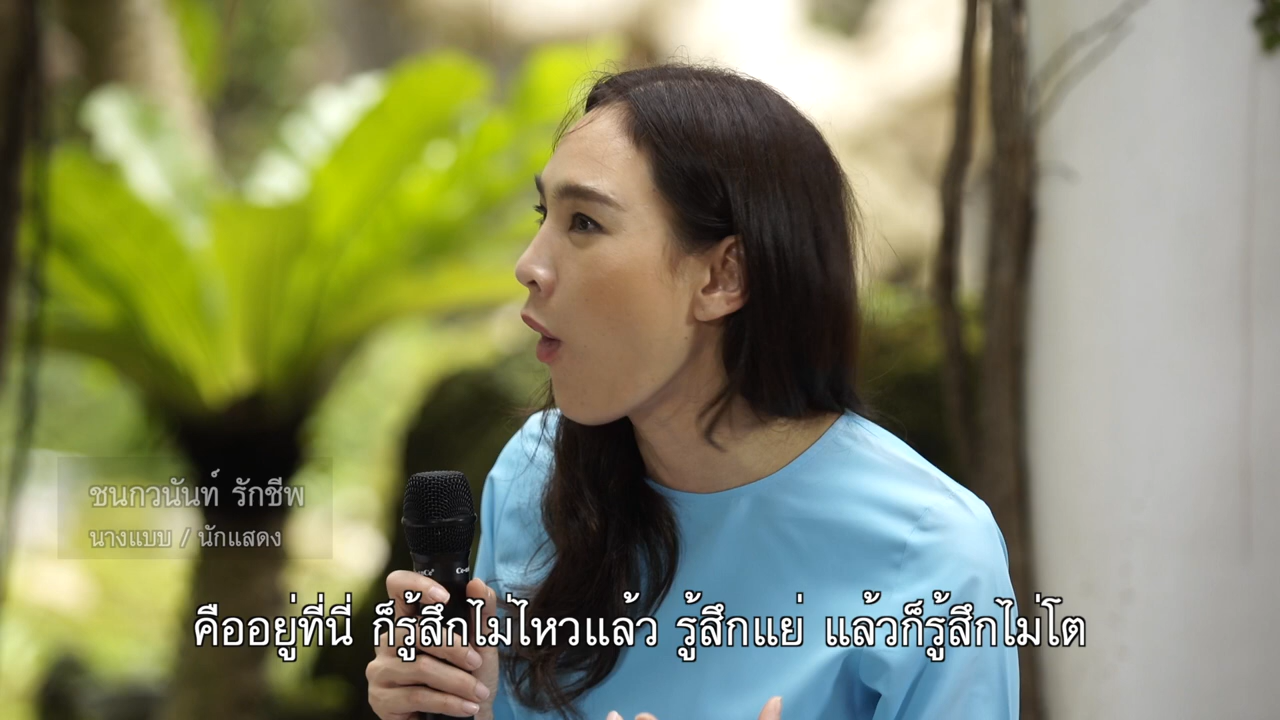 ชนกวนันท์ รักชีพ
นางแบบ / นักแสดง
คืออยู่ที่นี่ ก็รู้สึกไม่ไหวแล้ว รู้สึกแย่ แล้วก็รู้สึกไม่โต